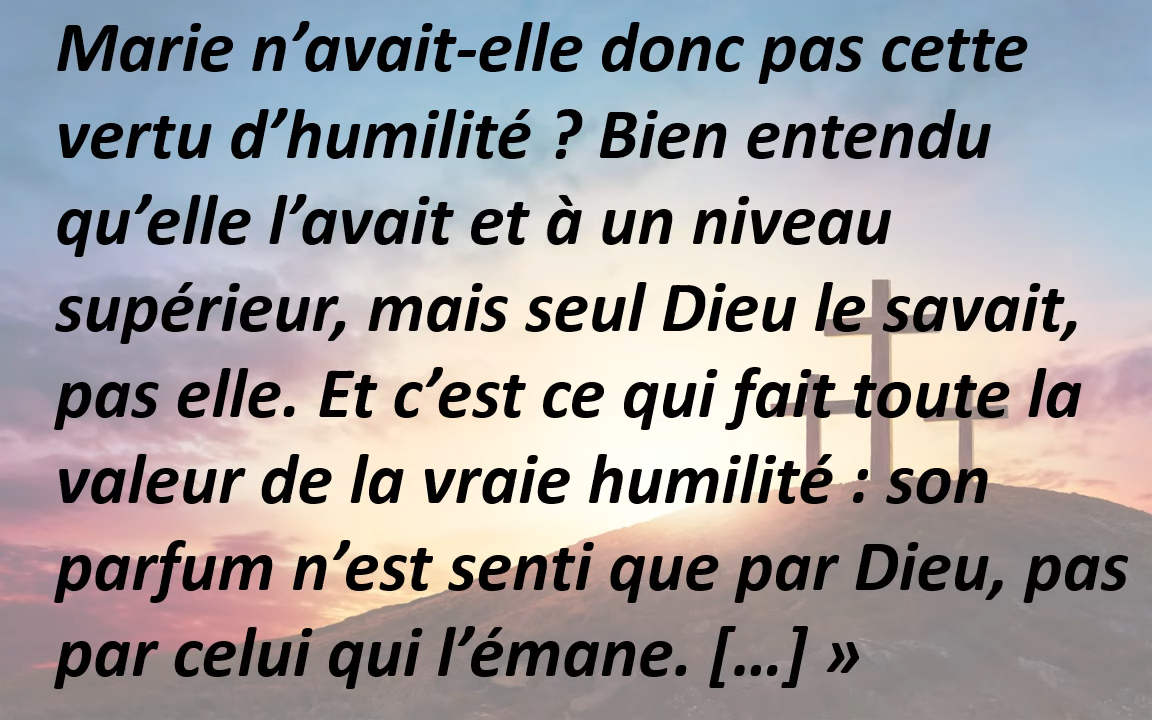 Marie n’avait-elle donc pas cette
vertu d’humilité ? Bien entendu
qu’elle l’avait et à un niveau
supérieur, mais seul Dieu le savait,
pas elle. Et c’est ce qui fait toute la
valeur de la vraie humilité : son
parfum n’est senti que par Dieu, pas
par celui qui l’émane. […] »